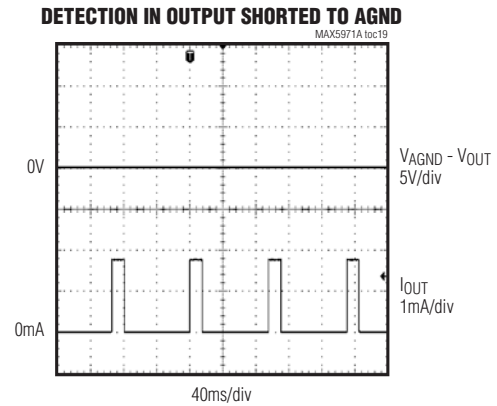 DETECTION IN OUTPUT SHORTED TO AGND
MAX5971A toc19
T
0V
VAGND - VOUT
5V/div
IOUT
1mA/div
0mA
40ms/div